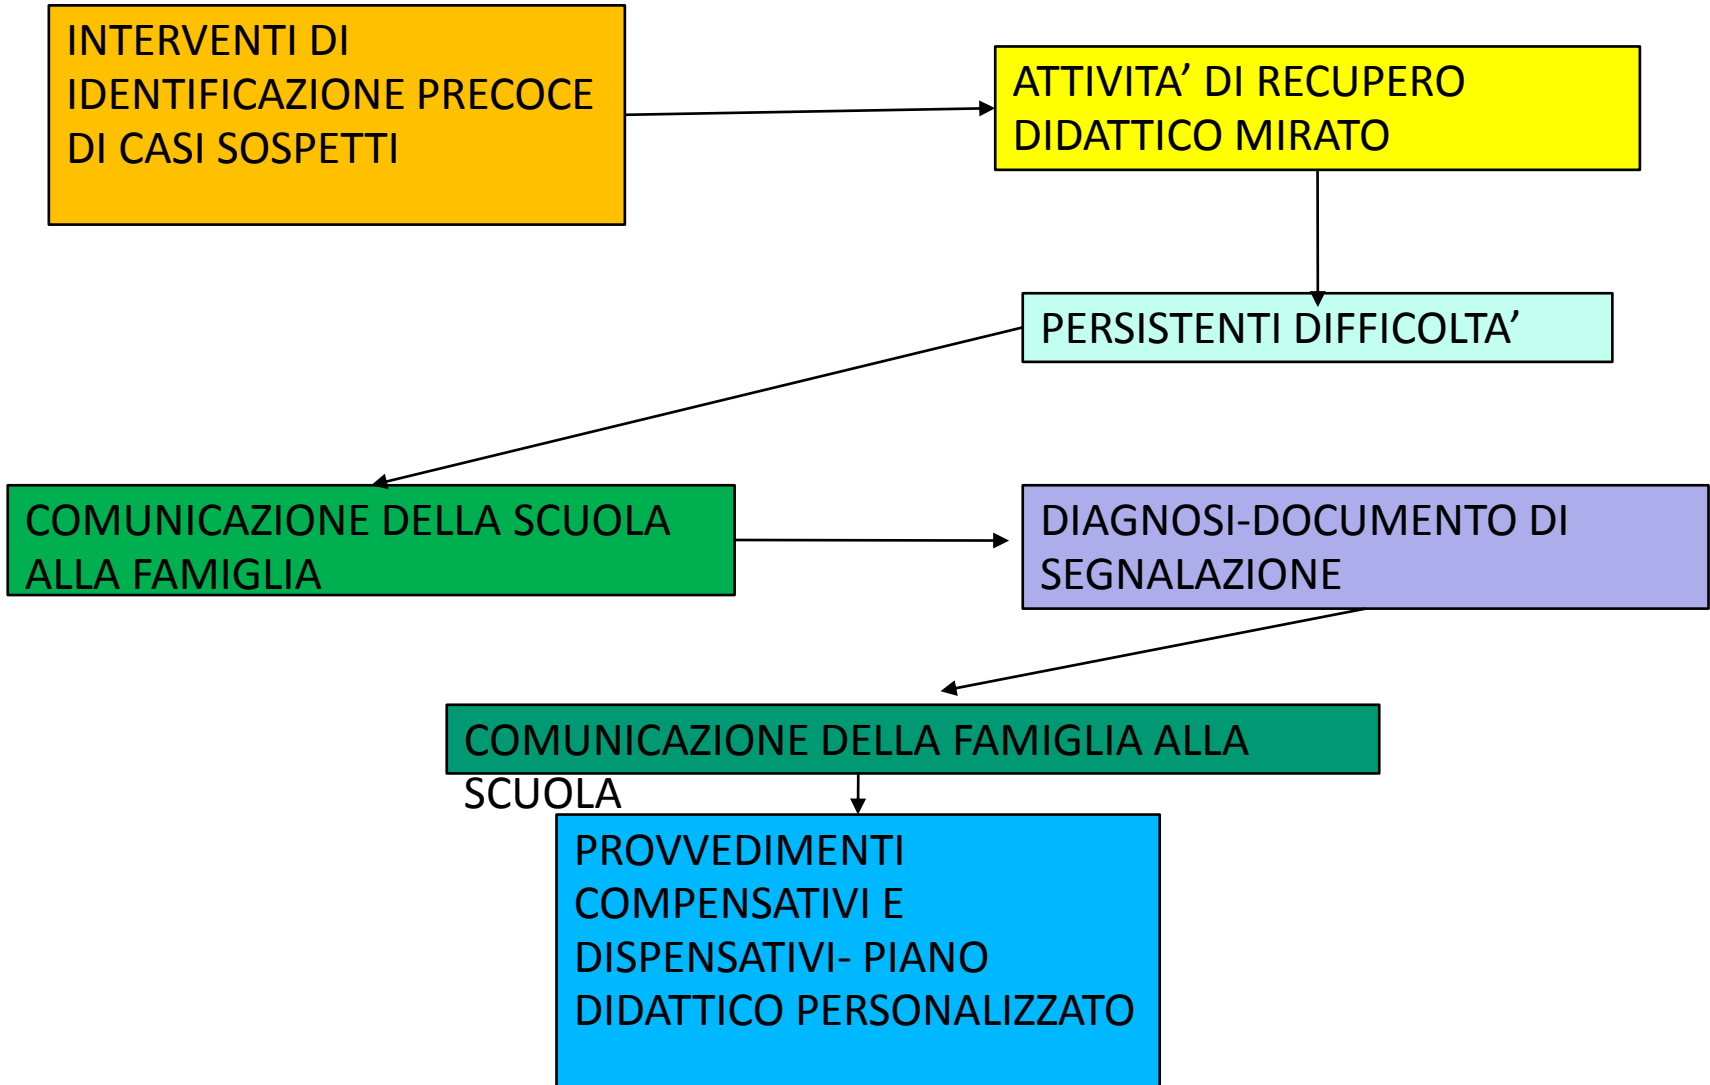 INTERVENTI DI
IDENTIFICAZIONE PRECOCE
DI CASI SOSPETTI
ATTIVITA’ DI RECUPERO
DIDATTICO MIRATO
PERSISTENTI DIFFICOLTA’
COMUNICAZIONE DELLA SCUOLA
ALLA FAMIGLIA
DIAGNOSI-DOCUMENTO DI
SEGNALAZIONE
COMUNICAZIONE DELLA FAMIGLIA ALLA
SCUOLA
PROVVEDIMENTI
COMPENSATIVI E
DISPENSATIVI- PIANO
DIDATTICO PERSONALIZZATO